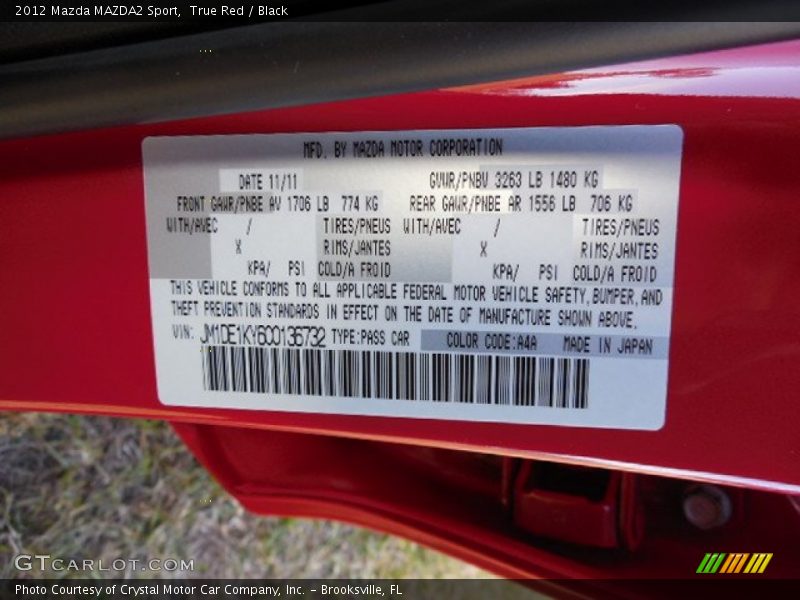 2012 Mazda MAZDA2 Sport, True Red / Black
MFD. BY MAZDA MOTOR CORPORATION
DATE 11/11 GVWR/PNBV 3263 LB 1480 KG
FRONT GAWR/PNBE AV 1706 LB 774 KG REAR GAWR/PNBE AR 1556 LB 706 KG
WITH/AVEC / TIRES/PNEUS WITH/AVEC / TIRES/PNEUS
X RIMS/JANTES X RIMS/JANTES
KPA/ PSI COLD/A FROID KPA/ PSI COLD/A FROID
THIS VEHICLE CONFORMS TO ALL APPLICABLE FEDERAL MOTOR VEHICLE SAFETY, BUMPER, AND
THEFT PREVENTION STANDARDS IN EFFECT ON THE DATE OF MANUFACTURE SHOWN ABOVE.
VIN: JM1DE1KY6C0136732 TYPE:PASS CAR COLOR CODE:A4A MADE IN JAPAN
GTCARLOT.COM
Photo Courtesy of Crystal Motor Car Company, Inc. – Brooksville, FL